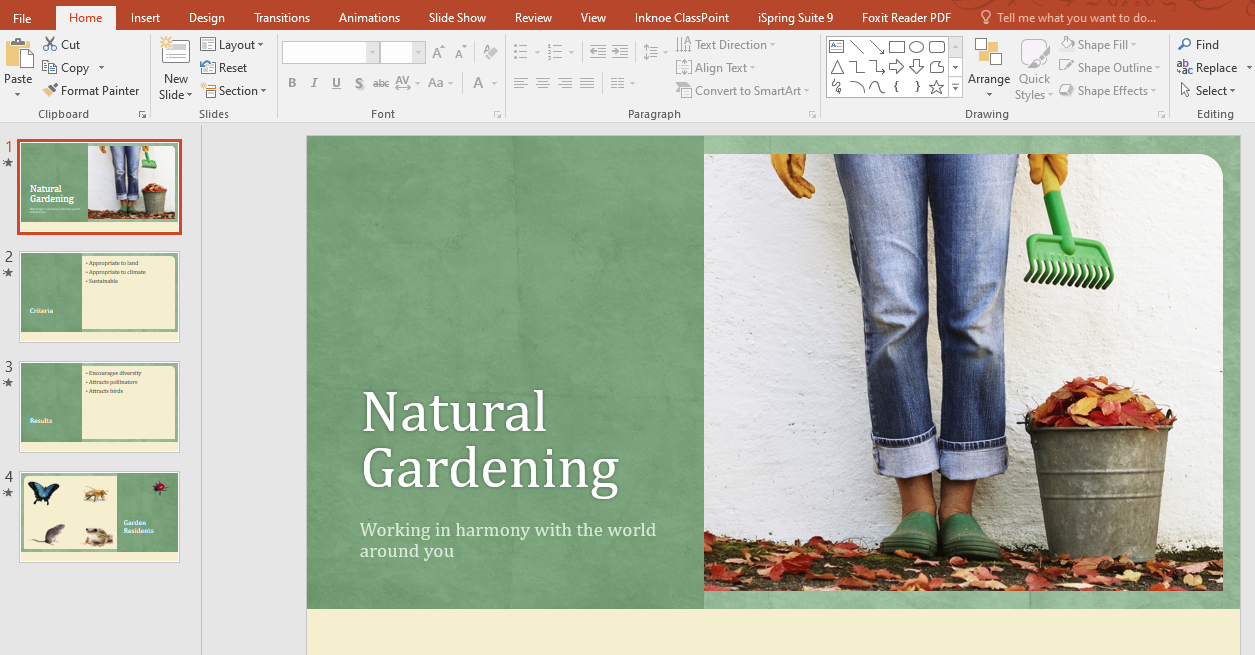 File Home Insert Design Transitions Animations Slide Show Review View Inknoe ClassPoint iSpring Suite 9 Foxit Reader PDF Tell me what you want to do...
Paste
Cut
Copy
Format Painter
Clipboard
New
Slide
Layout
Reset
Section
Slides
B I U S abc AV Aa A
Font
Text Direction
Align Text
Convert to SmartArt
Paragraph
Arrange
Quick
Styles
Shape Fill
Shape Outline
Shape Effects
Drawing
Find
Replace
Select
Editing
1
Natural
Gardening
2
Criteria
• Appropriate to land
• Appropriate to climate
• Sustainable
3
Results
• Encourages diversity
• Attracts pollinators
• Attracts birds
4
Garden
Residents
Natural
Gardening
Working in harmony with the world
around you